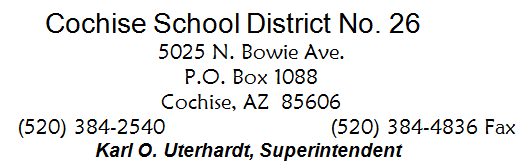 Cochise School District No. 26
5025 N. Bowie Ave.
P.O. Box 1088
Cochise, AZ  85606
(520) 384-2540 (520) 384-4836 Fax
Karl O. Uterhardt, Superintendent